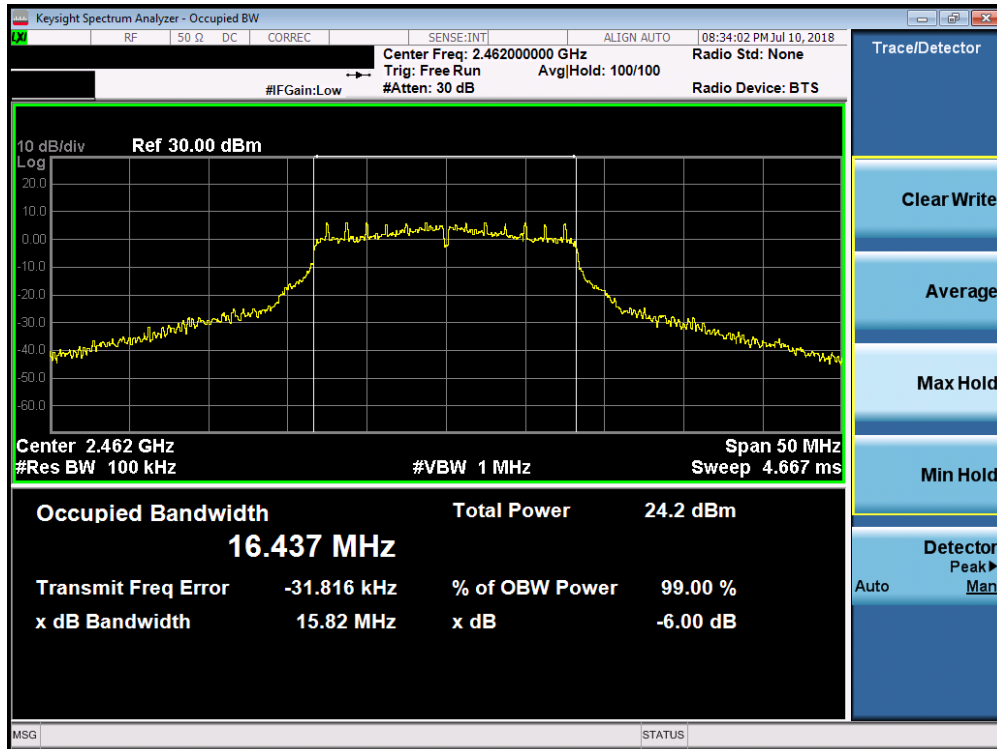 Keysight Spectrum Analyzer - Occupied BW
LXI
RF 50 Ω DC CORREC SENSE:INT ALIGN AUTO 08:34:02 PM Jul 10, 2018
Center Freq: 2.462000000 GHz Radio Std: None
Trig: Free Run Avg|Hold: 100/100
#IFGain:Low #Atten: 30 dB Radio Device: BTS
10 dB/div Ref 30.00 dBm
Log
20.0
10.0
0.00
-10.0
-20.0
-30.0
-40.0
-50.0
-60.0
Center 2.462 GHz Span 50 MHz
#Res BW 100 kHz #VBW 1 MHz Sweep 4.667 ms
Occupied Bandwidth Total Power 24.2 dBm
16.437 MHz
Transmit Freq Error -31.816 kHz % of OBW Power 99.00 %
x dB Bandwidth 15.82 MHz x dB -6.00 dB
MSG STATUS
Trace/Detector
Clear Write
Average
Max Hold
Min Hold
Detector
Peak▶
Auto Man